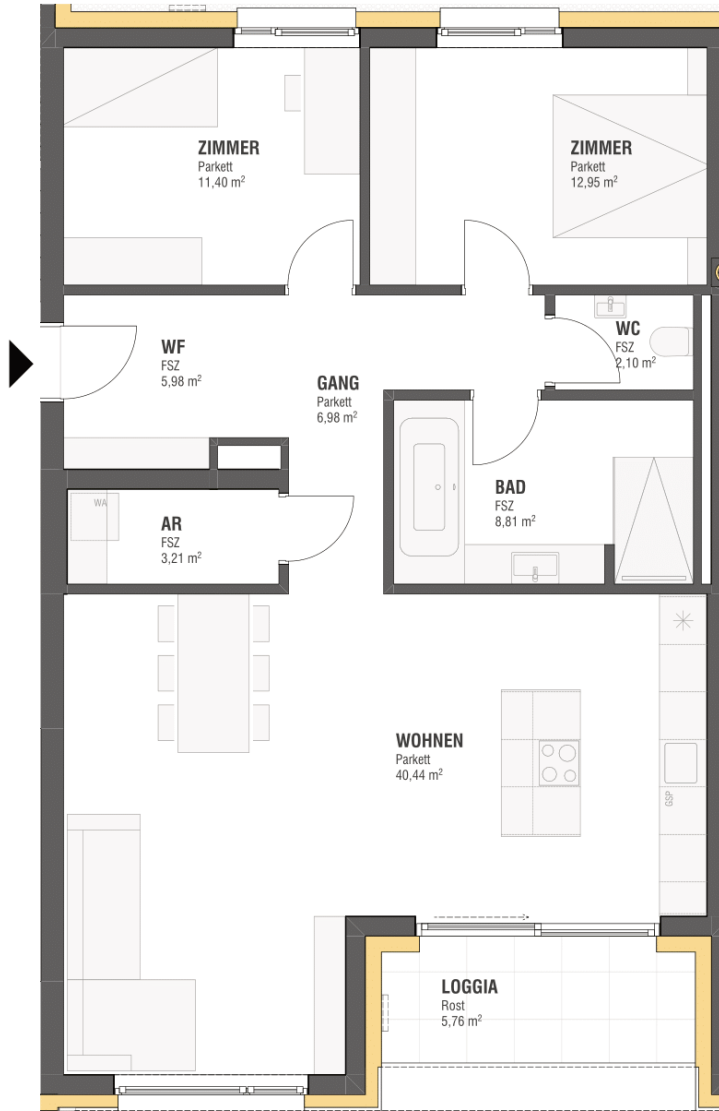 ZIMMER
Parkett
11,40 m²
ZIMMER
Parkett
12,95 m²
WF
FSZ
5,98 m²
GANG
Parkett
6,98 m²
WC
FSZ
2,10 m²
BAD
FSZ
8,81 m²
WA
AR
FSZ
3,21 m²
WOHNEN
Parkett
40,44 m²
GSP
LOGGIA
Rost
5,76 m²